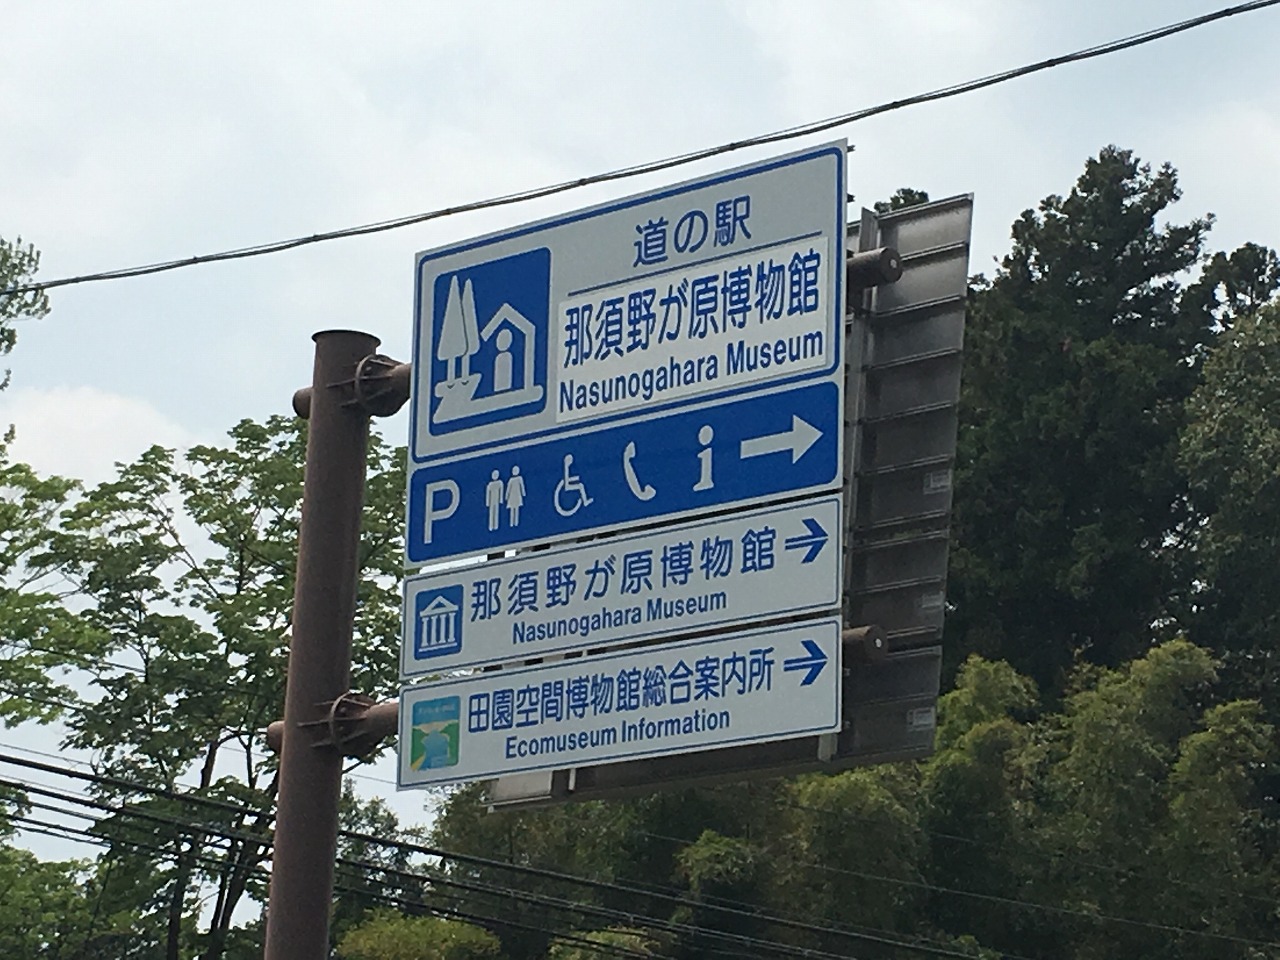 道の駅
那須野が原博物館
Nasunogahara Museum
P
那須野が原博物館
Nasunogahara Museum
田園空間博物館総合案内所
Ecomuseum Information